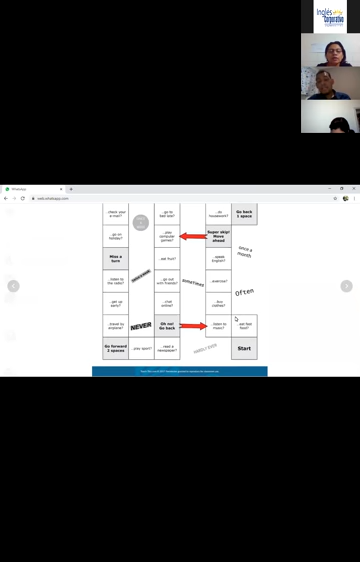 Inglés
Corporativo
WhatsApp
web.whatsapp.com
...check your e-mail?
...go to bed late?
...do housework?
Go back 1 space
...go on holiday?
...play computer games?
Super skip! Move ahead
once a month
Miss a turn
...eat fruit?
...speak English?
...listen to the radio?
...go out with friends?
sometimes
...exercise?
Often
...get up early?
...chat online?
...buy clothes?
...travel by airplane?
NEVER
Oh no! Go back
...listen to music?
...eat fast food?
Go forward 2 spaces
...play sport?
...read a newspaper?
HARDLY EVER
Start